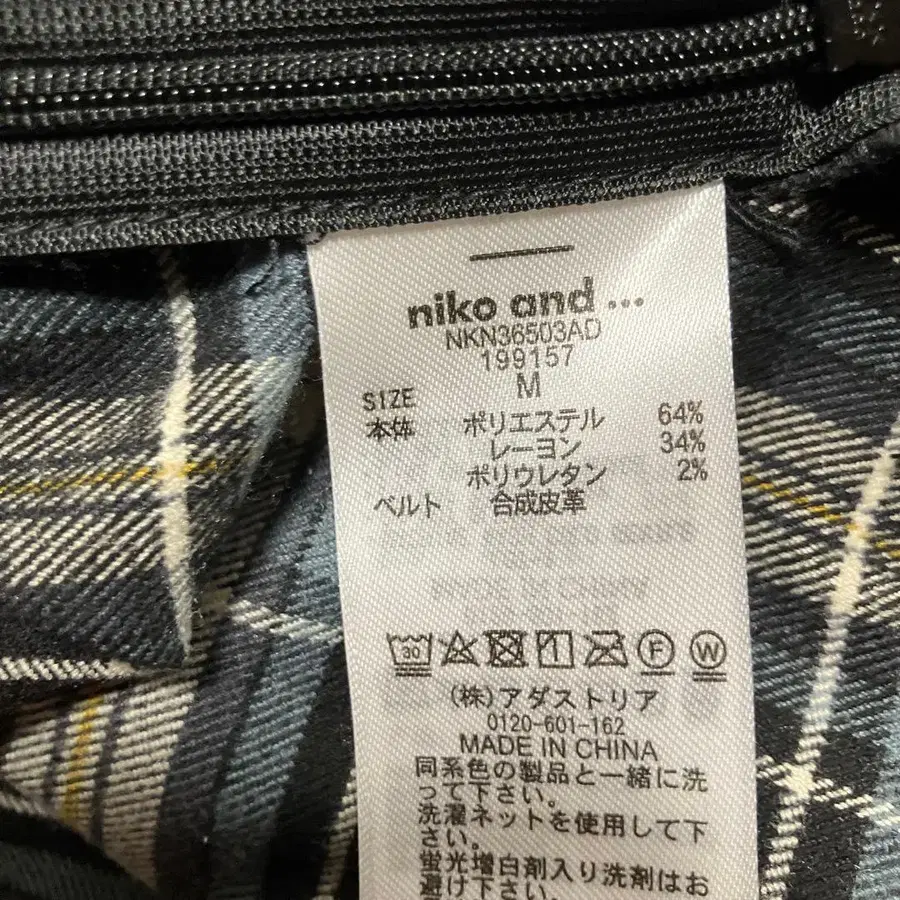 niko and ...
NKN36503AD
199157
SIZE M
本体 ポリエステル 64%
レーヨン 34%
ポリウレタン 2%
ベルト 合成皮革
30
F W
(株)アダストリア
0120-601-162
MADE IN CHINA
同系色の製品と一緒に洗
って下さい。
洗濯ネットを使用して下
さい。
蛍光増白剤入り洗剤はお
避け下さい。